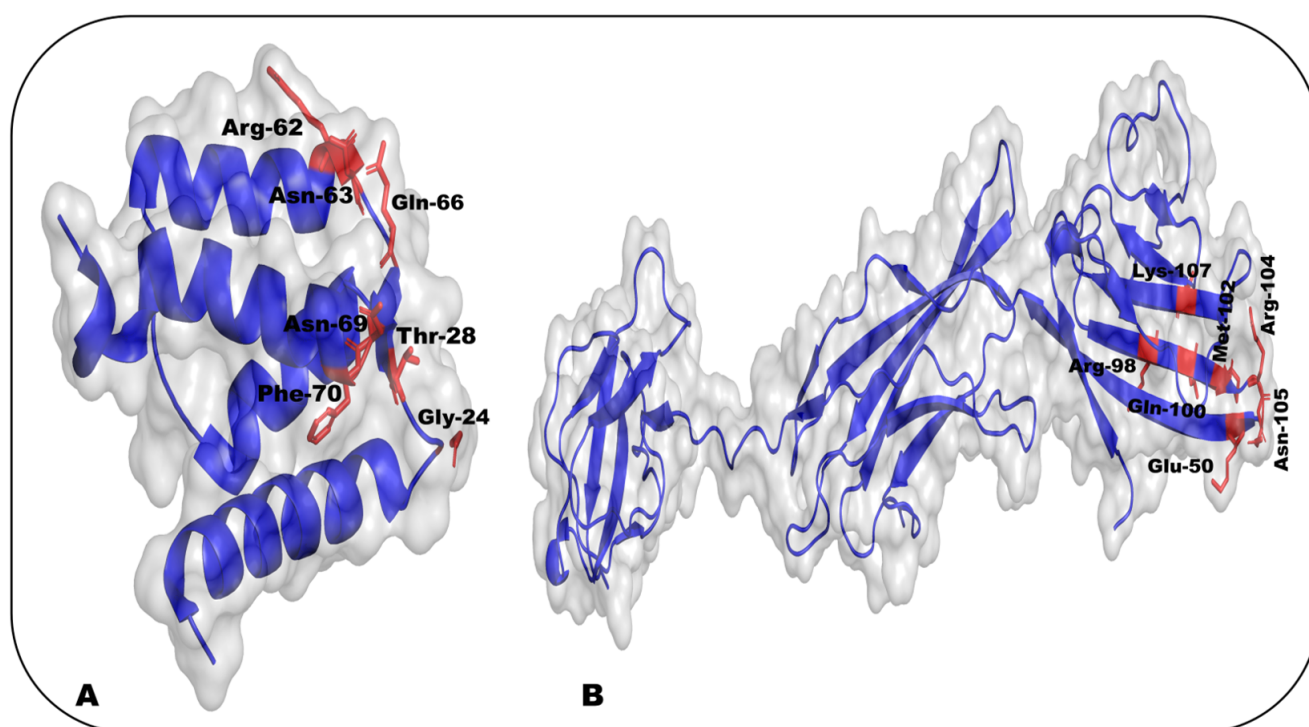 Arg-62
Asn-63
Gln-66
Asn-69
Thr-28
Phe-70
Gly-24
A
Lys-107
Met-102
Arg-104
Arg-98
Gln-100
Asn-105
Glu-50
B